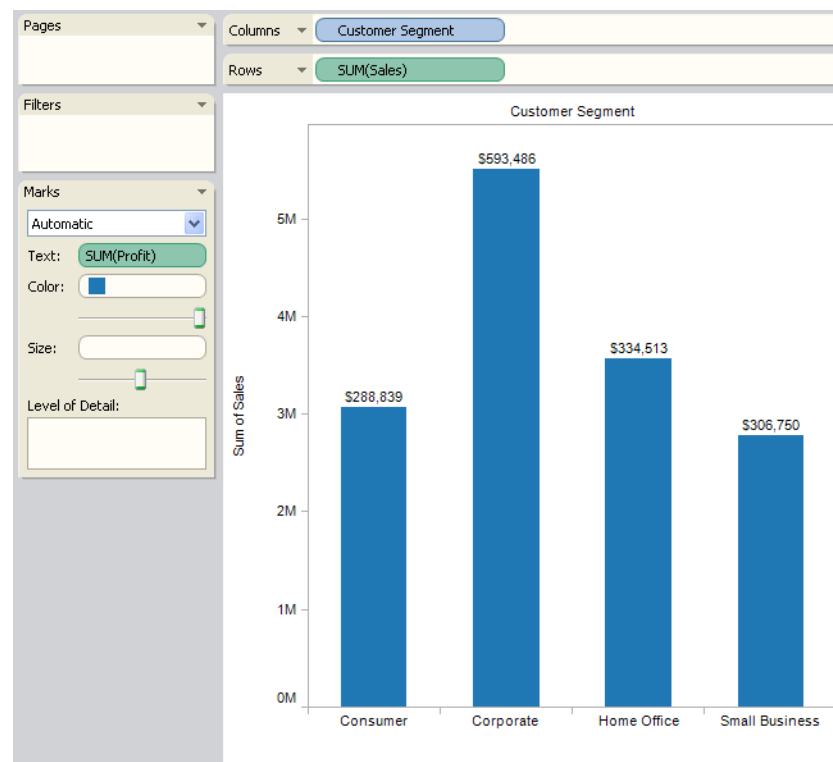 Pages
Columns
Customer Segment
Rows
SUM(Sales)
Filters
Marks
Automatic
Text:
SUM(Profit)
Color:
Size:
Level of Detail:
Customer Segment
$593,486
5M
4M
$334,513
$288,839
3M
$306,750
Sum of Sales
2M
1M
0M
Consumer
Corporate
Home Office
Small Business